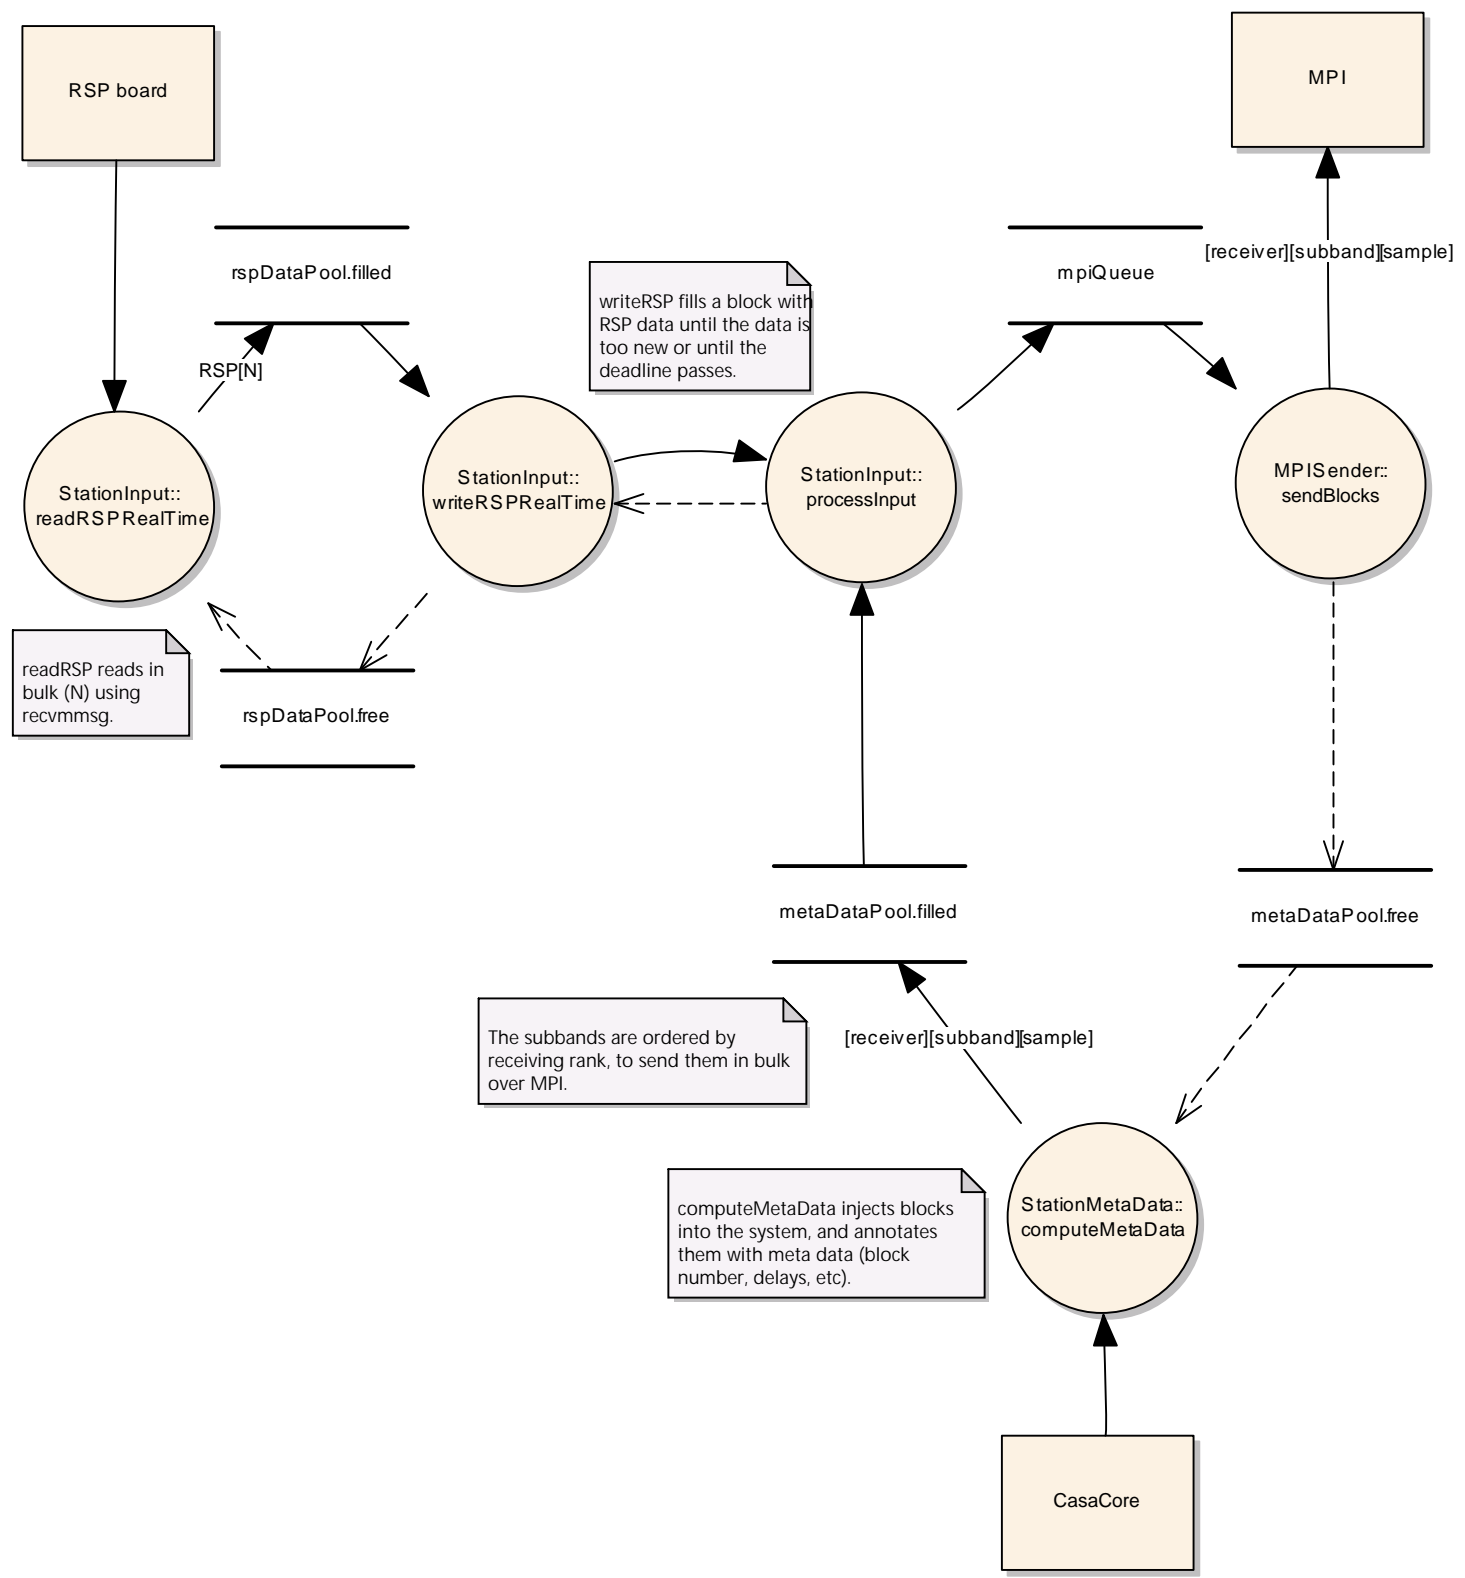 RSP board
MPI
rspDataPool.filled
mpiQueue
[receiver][subband][sample]
writeRSP fills a block with
RSP data until the data is
too new or until the
deadline passes.
RSP[N]
StationInput::
readRSPRealTime
StationInput::
writeRSPRealTime
StationInput::
processInput
MPISender::
sendBlocks
readRSP reads in
bulk (N) using
recvmmsg.
rspDataPool.free
metaDataPool.filled
metaDataPool.free
The subbands are ordered by
receiving rank, to send them in bulk
over MPI.
[receiver][subband][sample]
computeMetaData injects blocks
into the system, and annotates
them with meta data (block
number, delays, etc).
StationMetaData::
computeMetaData
CasaCore